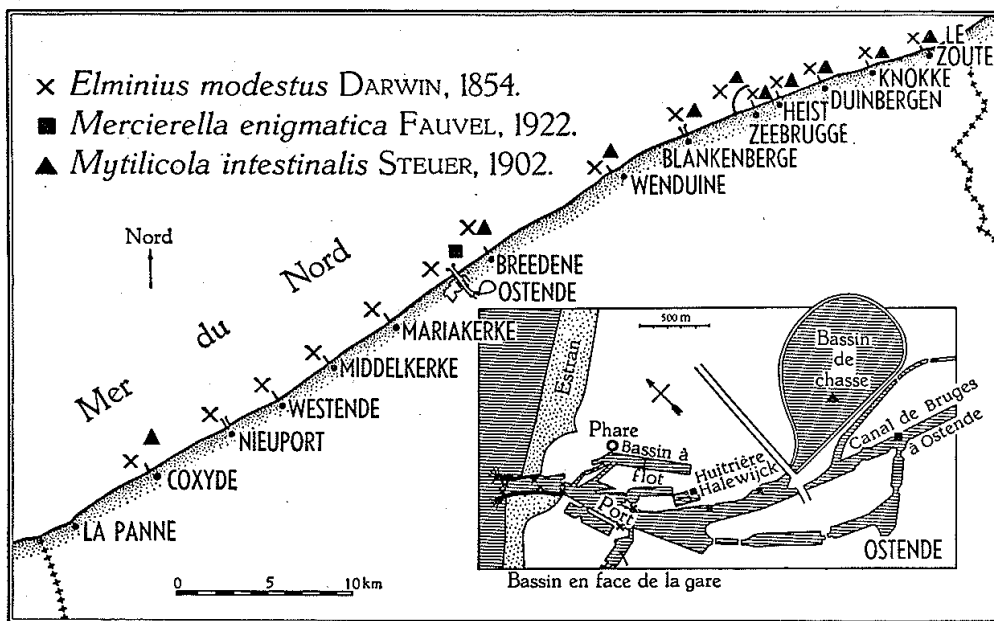 × Elminius modestus DARWIN, 1854.
■ Mercierella enigmatica FAUVEL, 1922.
▲ Mytilicola intestinalis STEUER, 1902.
Nord
Mer du Nord
LE ZOUTE
KNOKKE
DUINBERGEN
HEIST
ZEEBRUGGE
BLANKENBERGE
WENDUINE
BREEDENE
OSTENDE
MARIAKERKE
MIDDELKERKE
WESTENDE
NIEUPORT
COXYDE
LA PANNE
0 5 10 km
500 m
Estran
Bassin de chasse
Phare
Bassin à flot
Huitrière Halewijck
Canal de Bruges à Ostende
Port
OSTENDE
Bassin en face de la gare